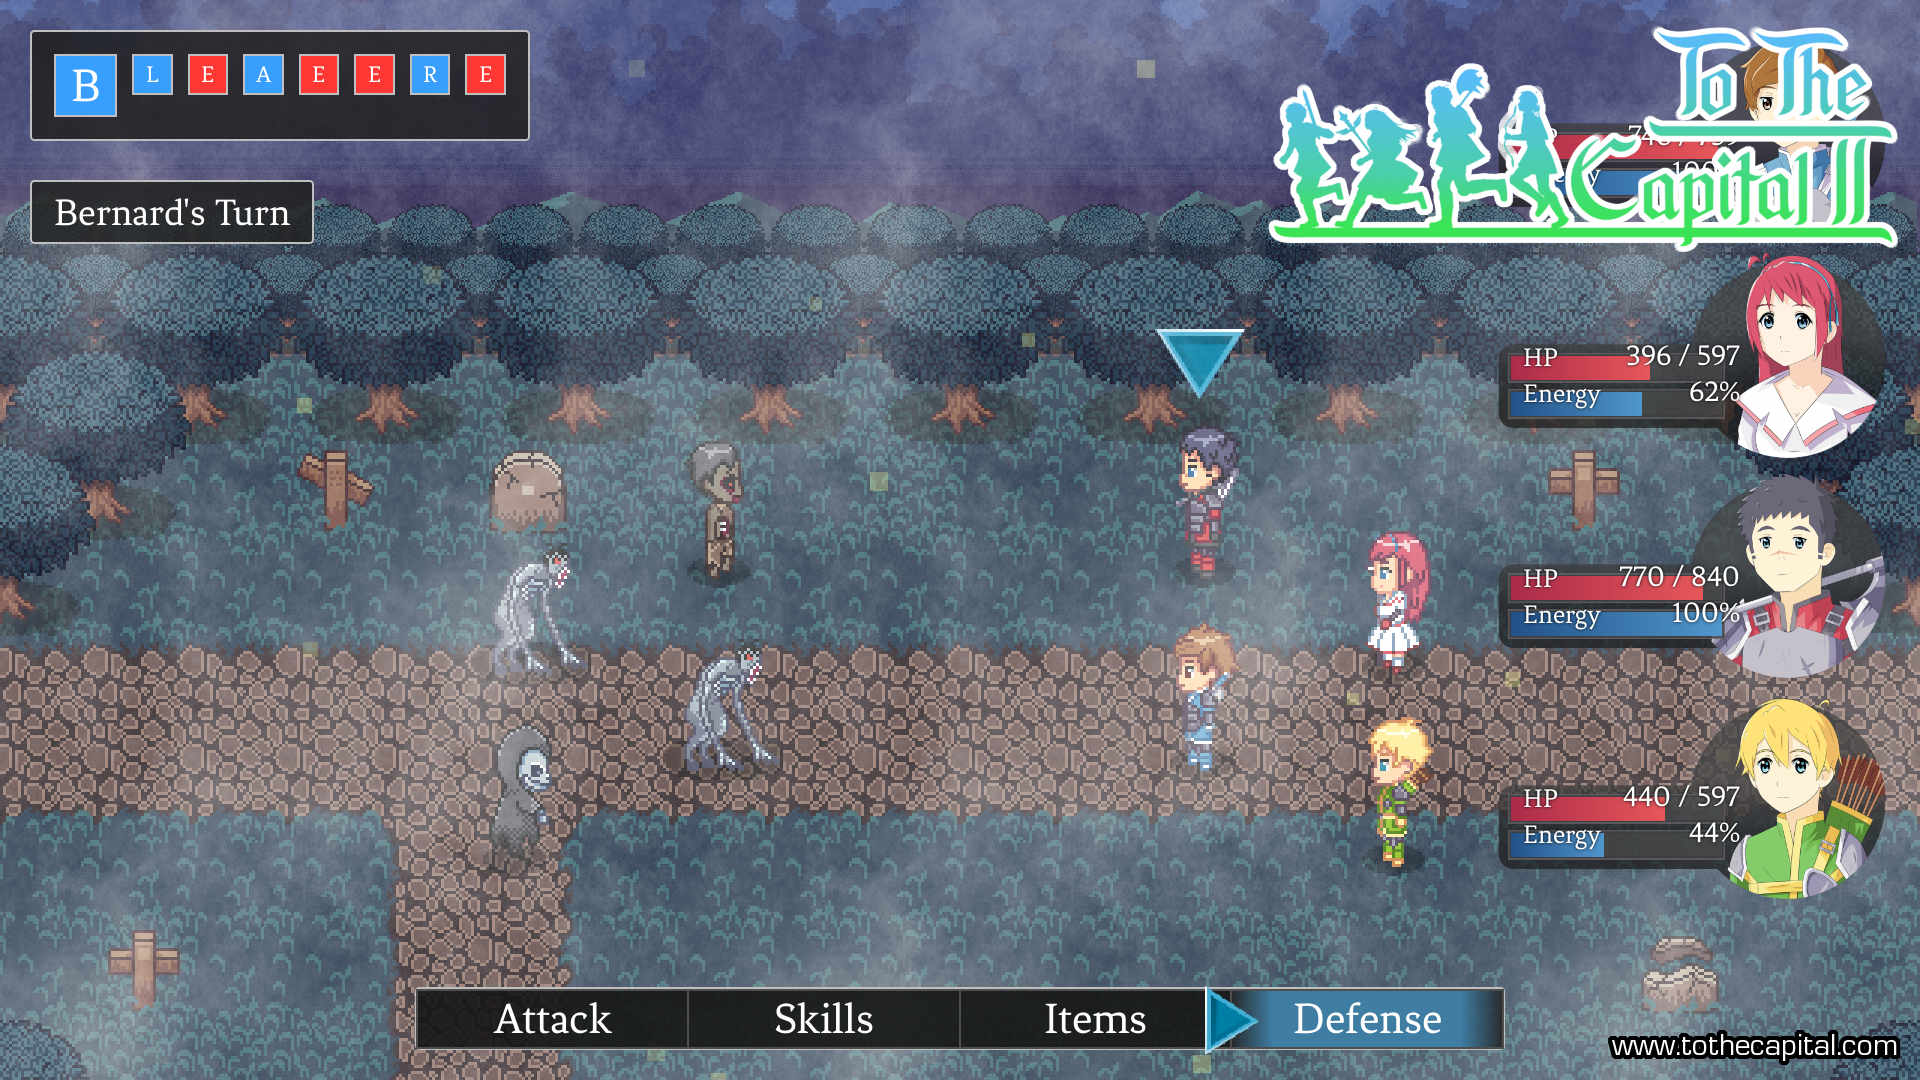 B L E A E E R E
To The
Capital II
Bernard's Turn
HP 396 / 597
Energy 62%
HP 770 / 840
Energy 100%
HP 440 / 597
Energy 44%
Attack Skills Items Defense
www.tothecapital.com